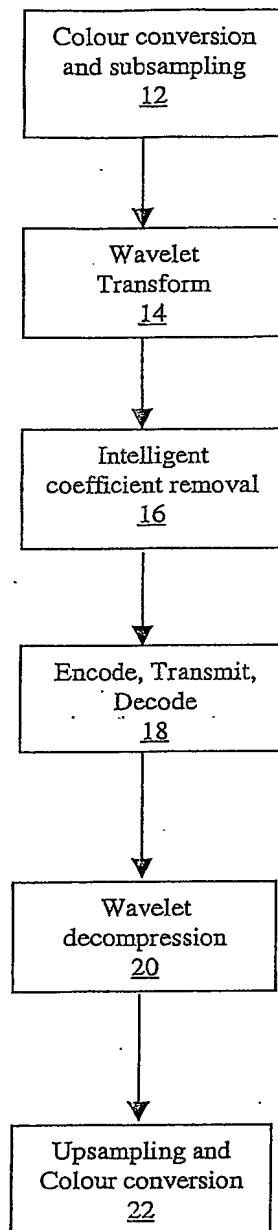 Colour conversion
and subsampling
12
Wavelet
Transform
14
Intelligent
coefficient removal
16
Encode, Transmit,
Decode
18
Wavelet
decompression
20
Upsampling and
Colour conversion
22